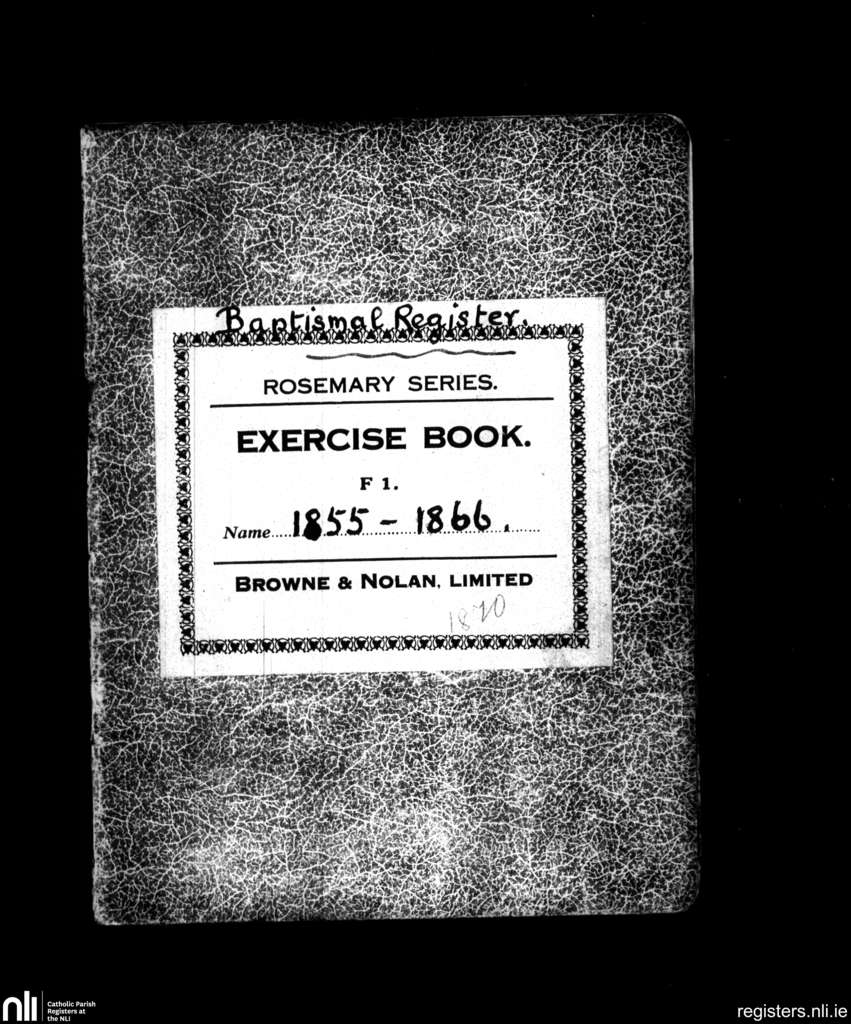 Baptismal Register.
ROSEMARY SERIES.
EXERCISE BOOK.
F 1.
Name 1855 - 1866.
BROWNE & NOLAN, LIMITED
1870
nli
Catholic Parish
Registers at
the NLI
registers.nli.ie